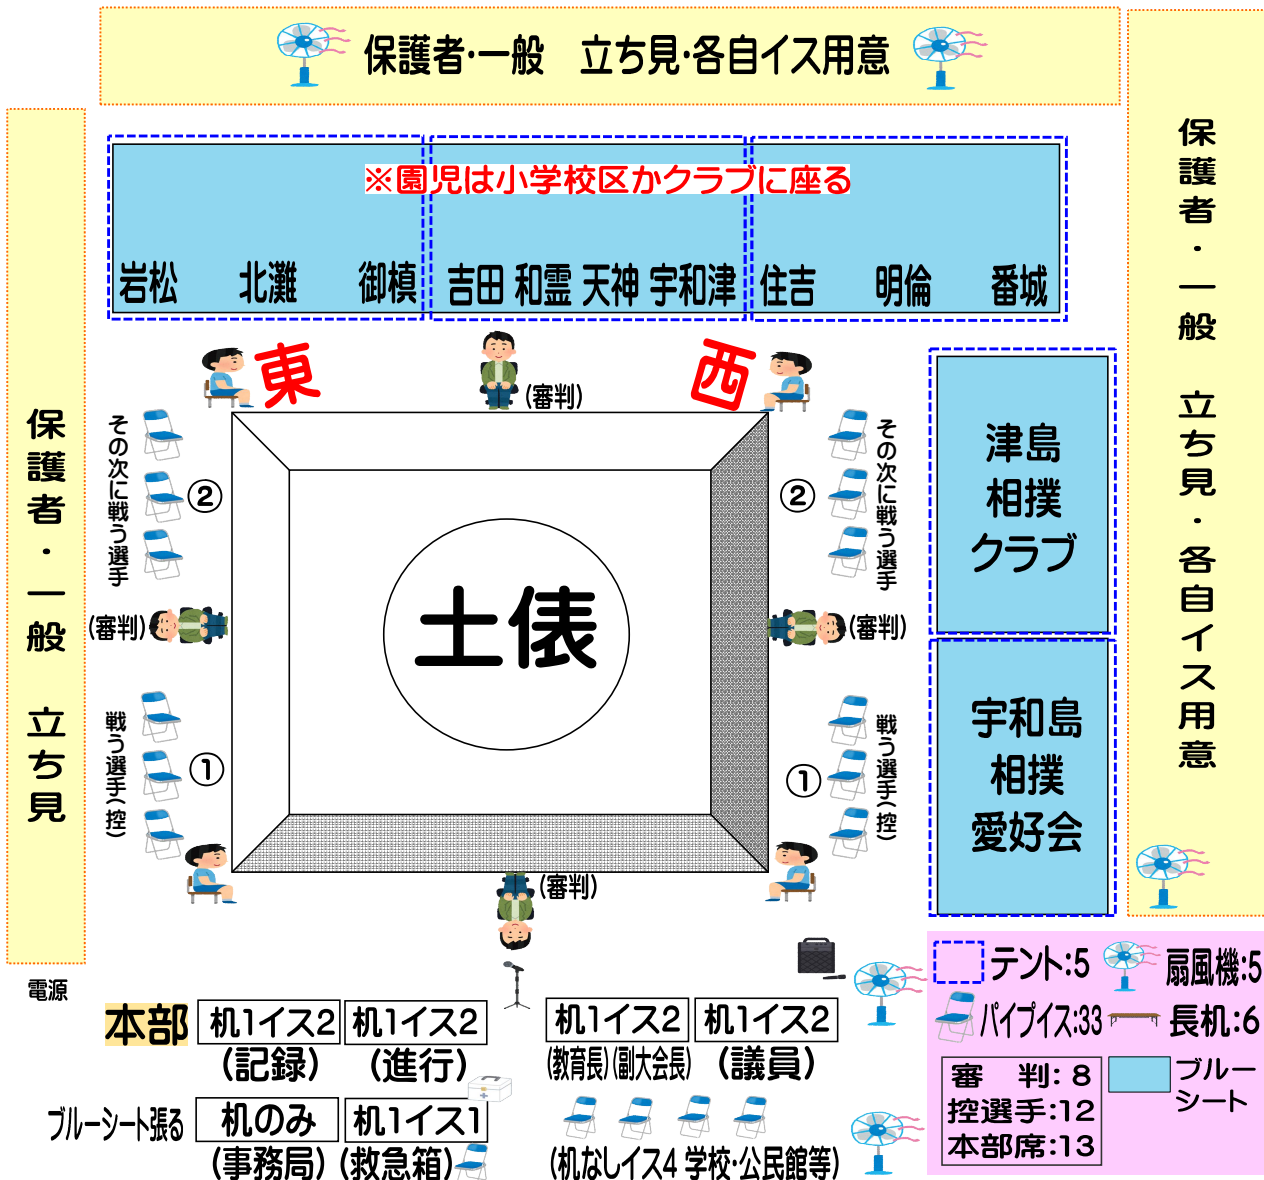 保護者・一般　立ち見・各自イス用意
保護者・一般　立ち見・各自イス用意
保護者・一般　立ち見
※園児は小学校区かクラブに座る
岩松　北灘　御槙　吉田 和霊 天神 宇和津　住吉　明倫　番城
東
西
(審判)
その次に戦う選手
②
②
その次に戦う選手
津島
相撲
クラブ
土俵
(審判)
(審判)
戦う選手(控)
①
①
戦う選手(控)
宇和島
相撲
愛好会
(審判)
電源
本部
机1イス2
机1イス2
机1イス2
机1イス2
(記録)
(進行)
(教育長)(副大会長)
(議員)
ブルーシート張る
机のみ
机1イス1
(事務局)
(救急箱)
(机なしイス4 学校・公民館等)
テント:5
扇風機:5
パイプイス:33
長机:6
審　判:8
控選手:12
本部席:13
ブルー
シート